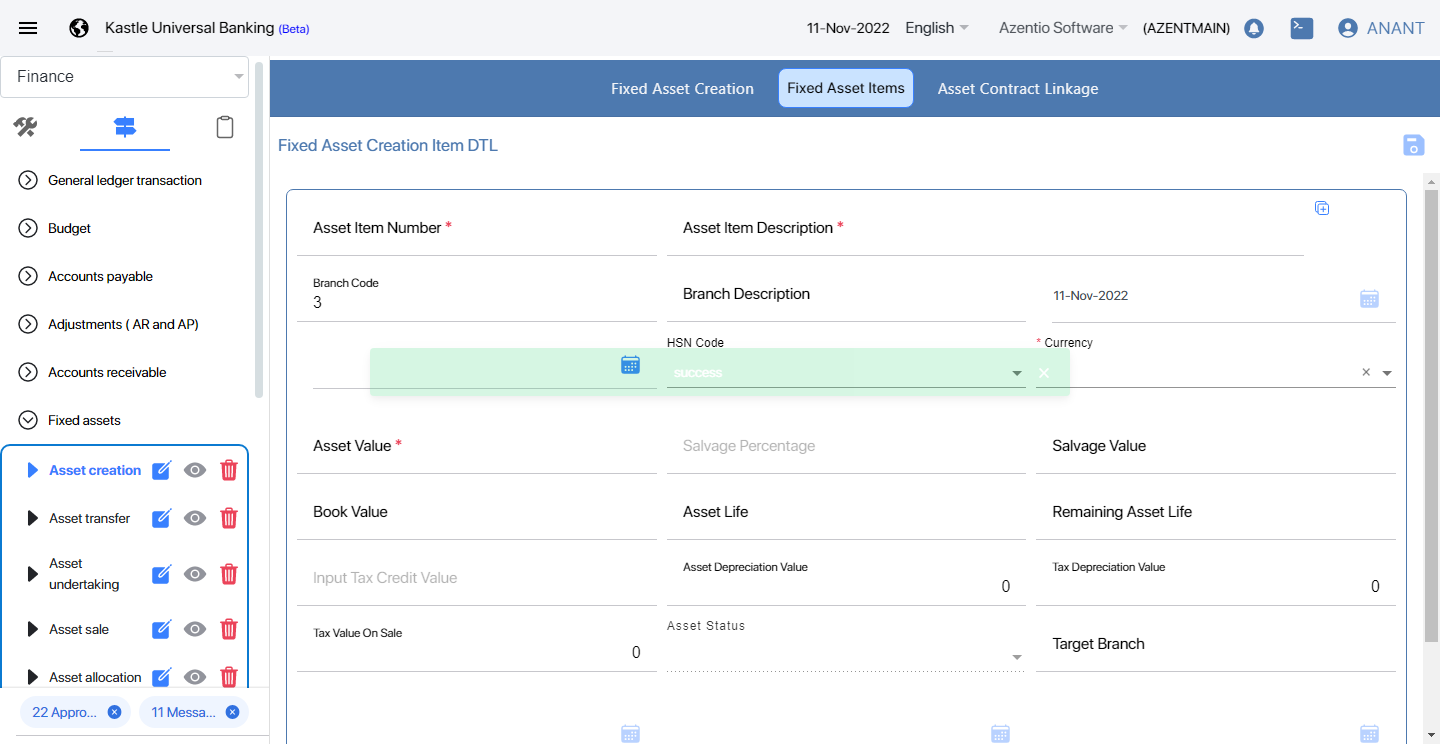 Kastle Universal Banking (Beta)
11-Nov-2022 English Azentio Software (AZENTMAIN) ANANT
Finance
General ledger transaction
Budget
Accounts payable
Adjustments ( AR and AP)
Accounts receivable
Fixed assets
Asset creation
Asset transfer
Asset
undertaking
Asset sale
Asset allocation
22 Appro... 11 Messa...
Fixed Asset Creation Fixed Asset Items Asset Contract Linkage
Fixed Asset Creation Item DTL
Asset Item Number * Asset Item Description *
Branch Code
3
Branch Description
11-Nov-2022
HSN Code * Currency
success
Asset Value * Salvage Percentage Salvage Value
Book Value Asset Life Remaining Asset Life
Input Tax Credit Value Asset Depreciation Value Tax Depreciation Value
0 0
Tax Value On Sale Asset Status Target Branch
0